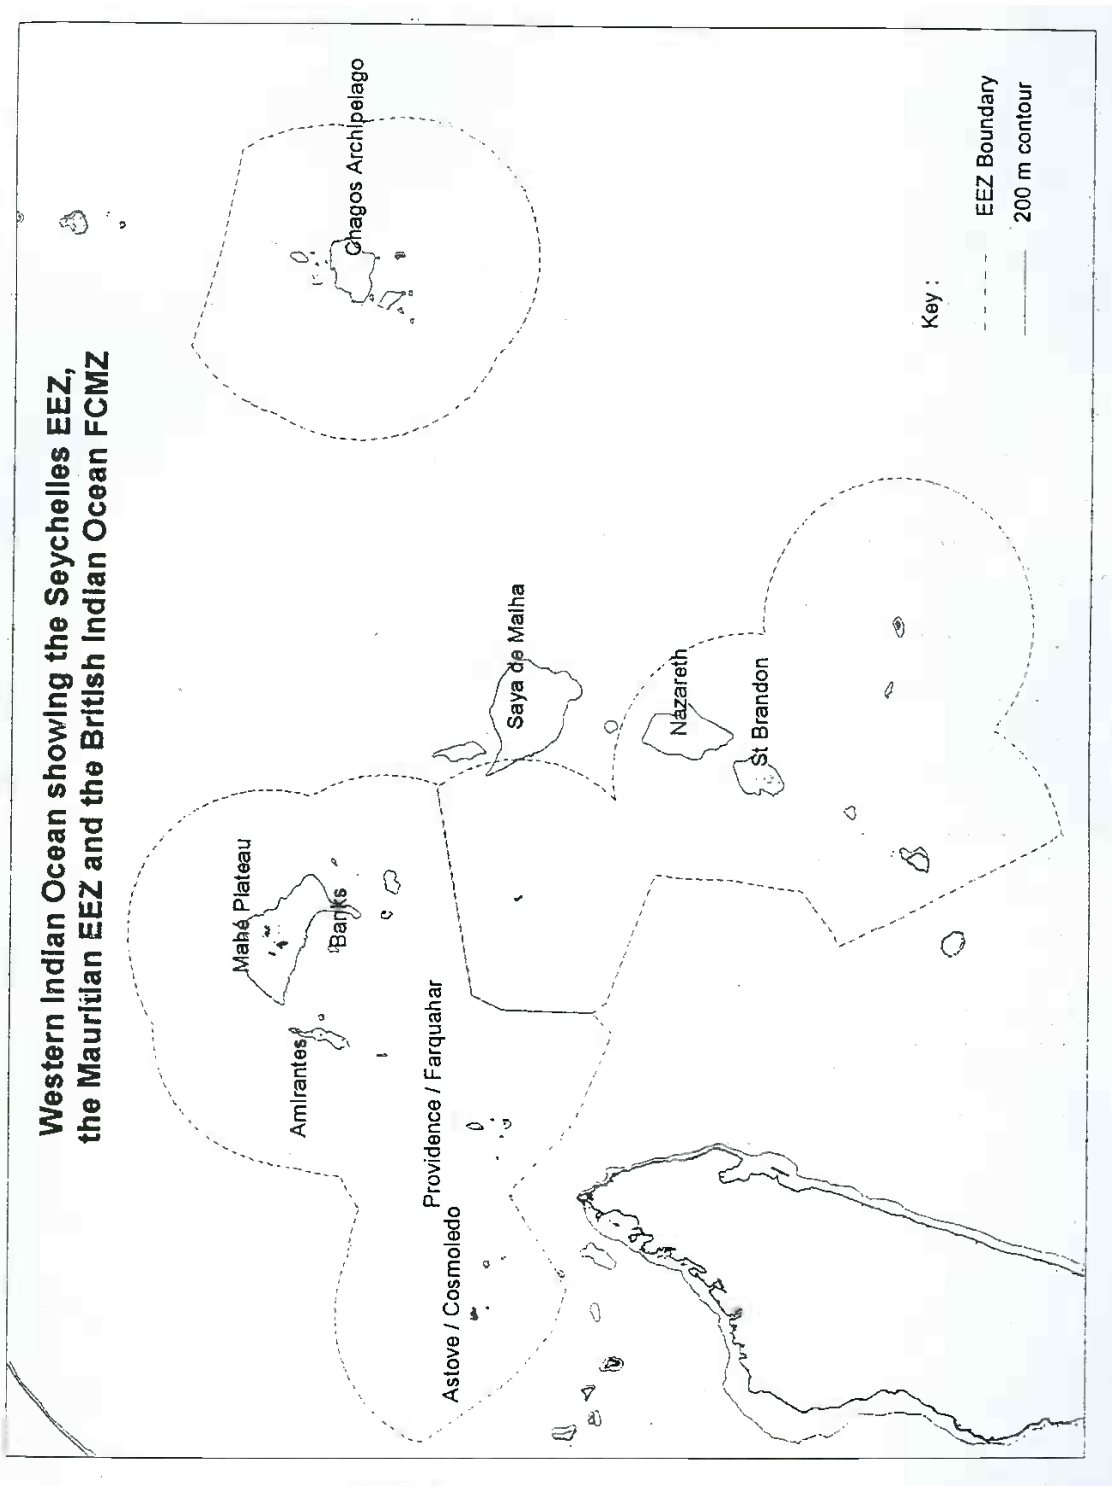 Western Indian Ocean showing the Seychelles EEZ,
the Mauritian EEZ and the British Indian Ocean FCMZ
Chagos Archipelago
Mahé Plateau
Banks
Amirantes
Saya de Malha
Providence / Farquahar
Astove / Cosmoledo
Nazareth
St Brandon
Key :
EEZ Boundary
200 m contour